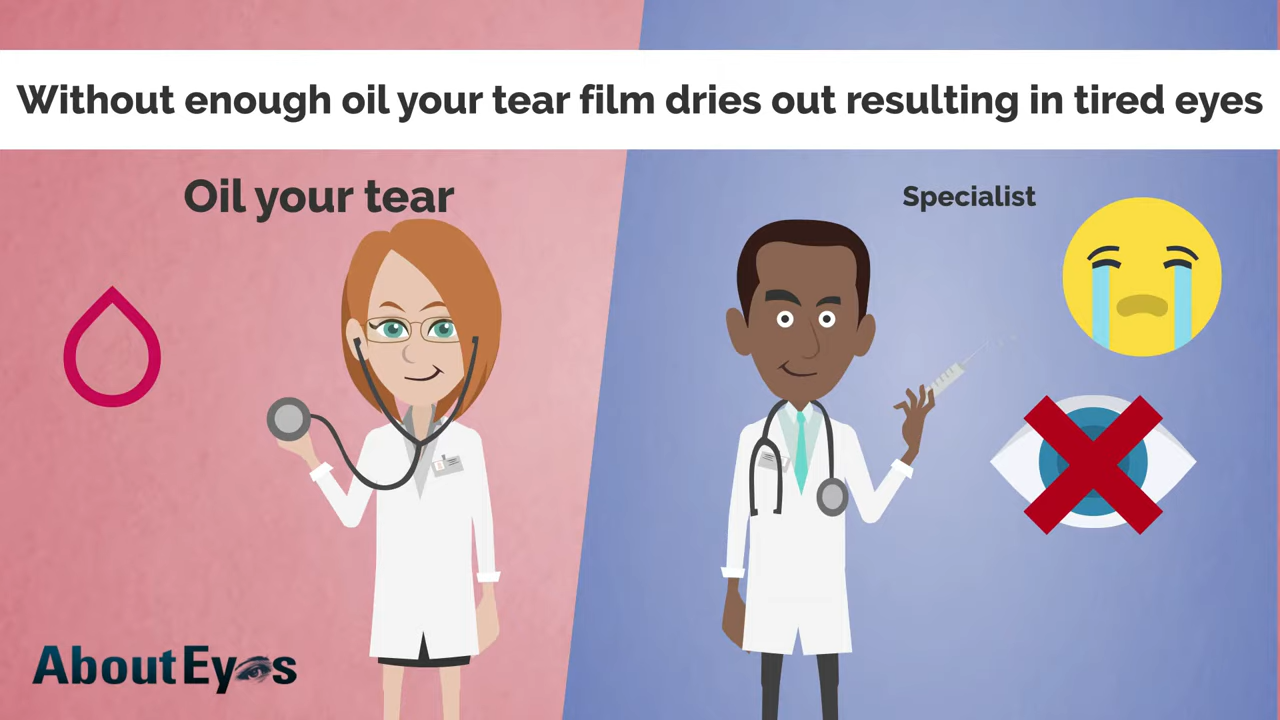 Without enough oil your tear film dries out resulting in tired eyes
Oil your tear
Specialist
AboutEyes